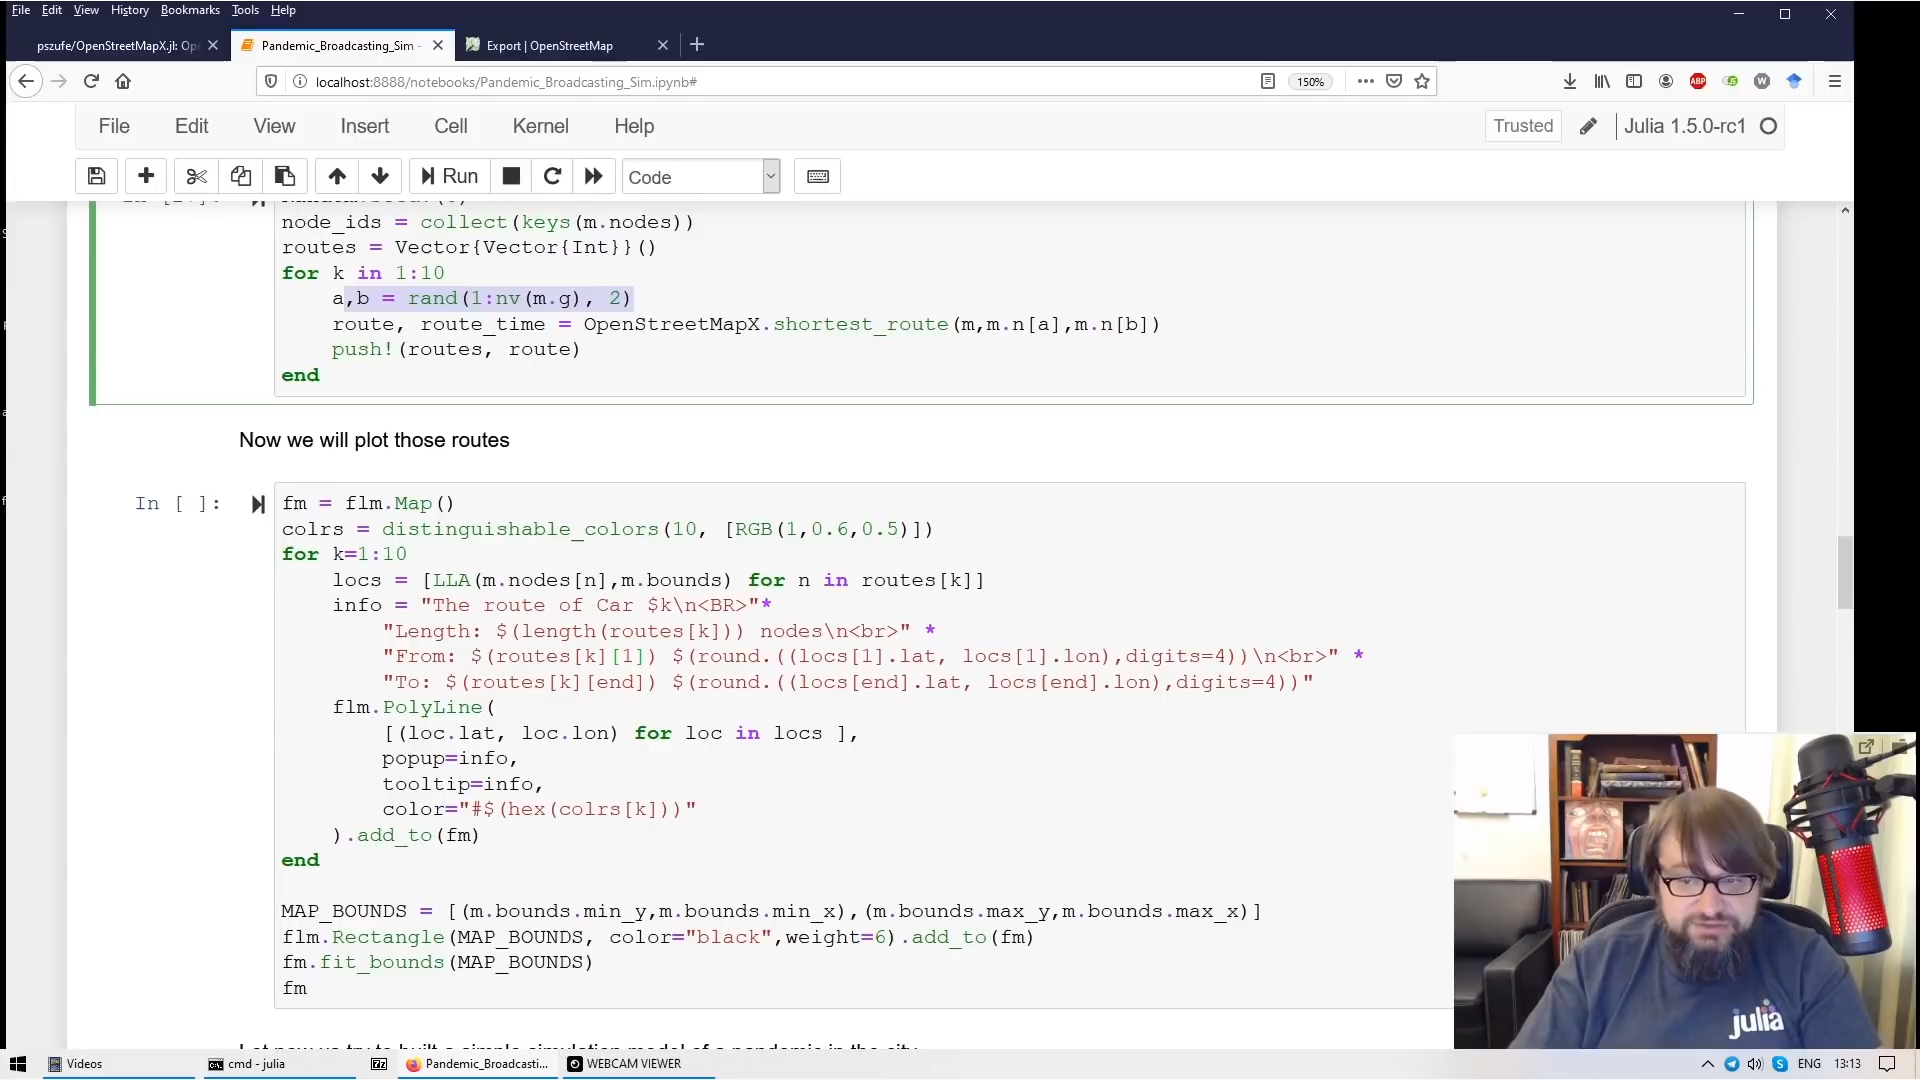 File Edit View History Bookmarks Tools Help
pszufe/OpenStreetMapX.jl: Op
Pandemic_Broadcasting_Sim -
Export | OpenStreetMap
localhost:8888/notebooks/Pandemic_Broadcasting_Sim.ipynb#
150%
ABP
File Edit View Insert Cell Kernel Help
Trusted
Julia 1.5.0-rc1
Run
Code
node_ids = collect(keys(m.nodes))
routes = Vector{Vector{Int}}()
for k in 1:10
a,b = rand(1:nv(m.g), 2)
route, route_time = OpenStreetMapX.shortest_route(m,m.n[a],m.n[b])
push!(routes, route)
end
Now we will plot those routes
In [ ]:
fm = flm.Map()
colrs = distinguishable_colors(10, [RGB(1,0.6,0.5)])
for k=1:10
locs = [LLA(m.nodes[n],m.bounds) for n in routes[k]]
info = "The route of Car $k\n<BR>"*
"Length: $(length(routes[k])) nodes\n<br>" *
"From: $(routes[k][1]) $(round.((locs[1].lat, locs[1].lon),digits=4))\n<br>" *
"To: $(routes[k][end]) $(round.((locs[end].lat, locs[end].lon),digits=4))"
flm.PolyLine(
[(loc.lat, loc.lon) for loc in locs ],
popup=info,
tooltip=info,
color="#$(hex(colrs[k]))"
).add_to(fm)
end
MAP_BOUNDS = [(m.bounds.min_y,m.bounds.min_x),(m.bounds.max_y,m.bounds.max_x)]
flm.Rectangle(MAP_BOUNDS, color="black",weight=6).add_to(fm)
fm.fit_bounds(MAP_BOUNDS)
fm
julia
Videos
cmd - julia
Pandemic_Broadcasti...
WEBCAM VIEWER
ENG
13:13